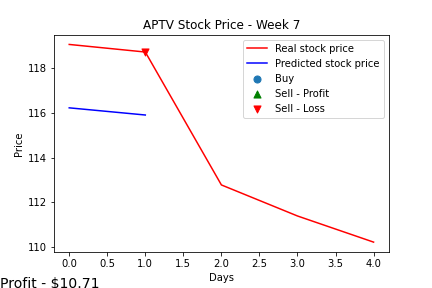 APTV Stock Price - Week 7
Real stock price
Predicted stock price
Buy
Sell - Profit
Sell - Loss
Price
118
116
114
112
110
0.0 0.5 1.0 1.5 2.0 2.5 3.0 3.5 4.0
Days
Profit - $10.71